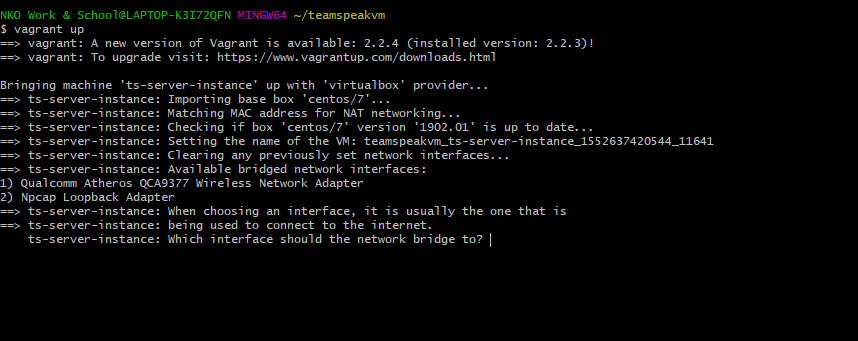 NKO Work & School@LAPTOP-K3I72QFN MINGW64 ~/teamspeakvm
$ vagrant up
==> vagrant: A new version of Vagrant is available: 2.2.4 (installed version: 2.2.3)!
==> vagrant: To upgrade visit: https://www.vagrantup.com/downloads.html
Bringing machine 'ts-server-instance' up with 'virtualbox' provider...
==> ts-server-instance: Importing base box 'centos/7'...
==> ts-server-instance: Matching MAC address for NAT networking...
==> ts-server-instance: Checking if box 'centos/7' version '1902.01' is up to date...
==> ts-server-instance: Setting the name of the VM: teamspeakvm_ts-server-instance_1552637420544_11641
==> ts-server-instance: Clearing any previously set network interfaces...
==> ts-server-instance: Available bridged network interfaces:
1) Qualcomm Atheros QCA9377 Wireless Network Adapter
2) Npcap Loopback Adapter
==> ts-server-instance: When choosing an interface, it is usually the one that is
==> ts-server-instance: being used to connect to the internet.
    ts-server-instance: Which interface should the network bridge to?